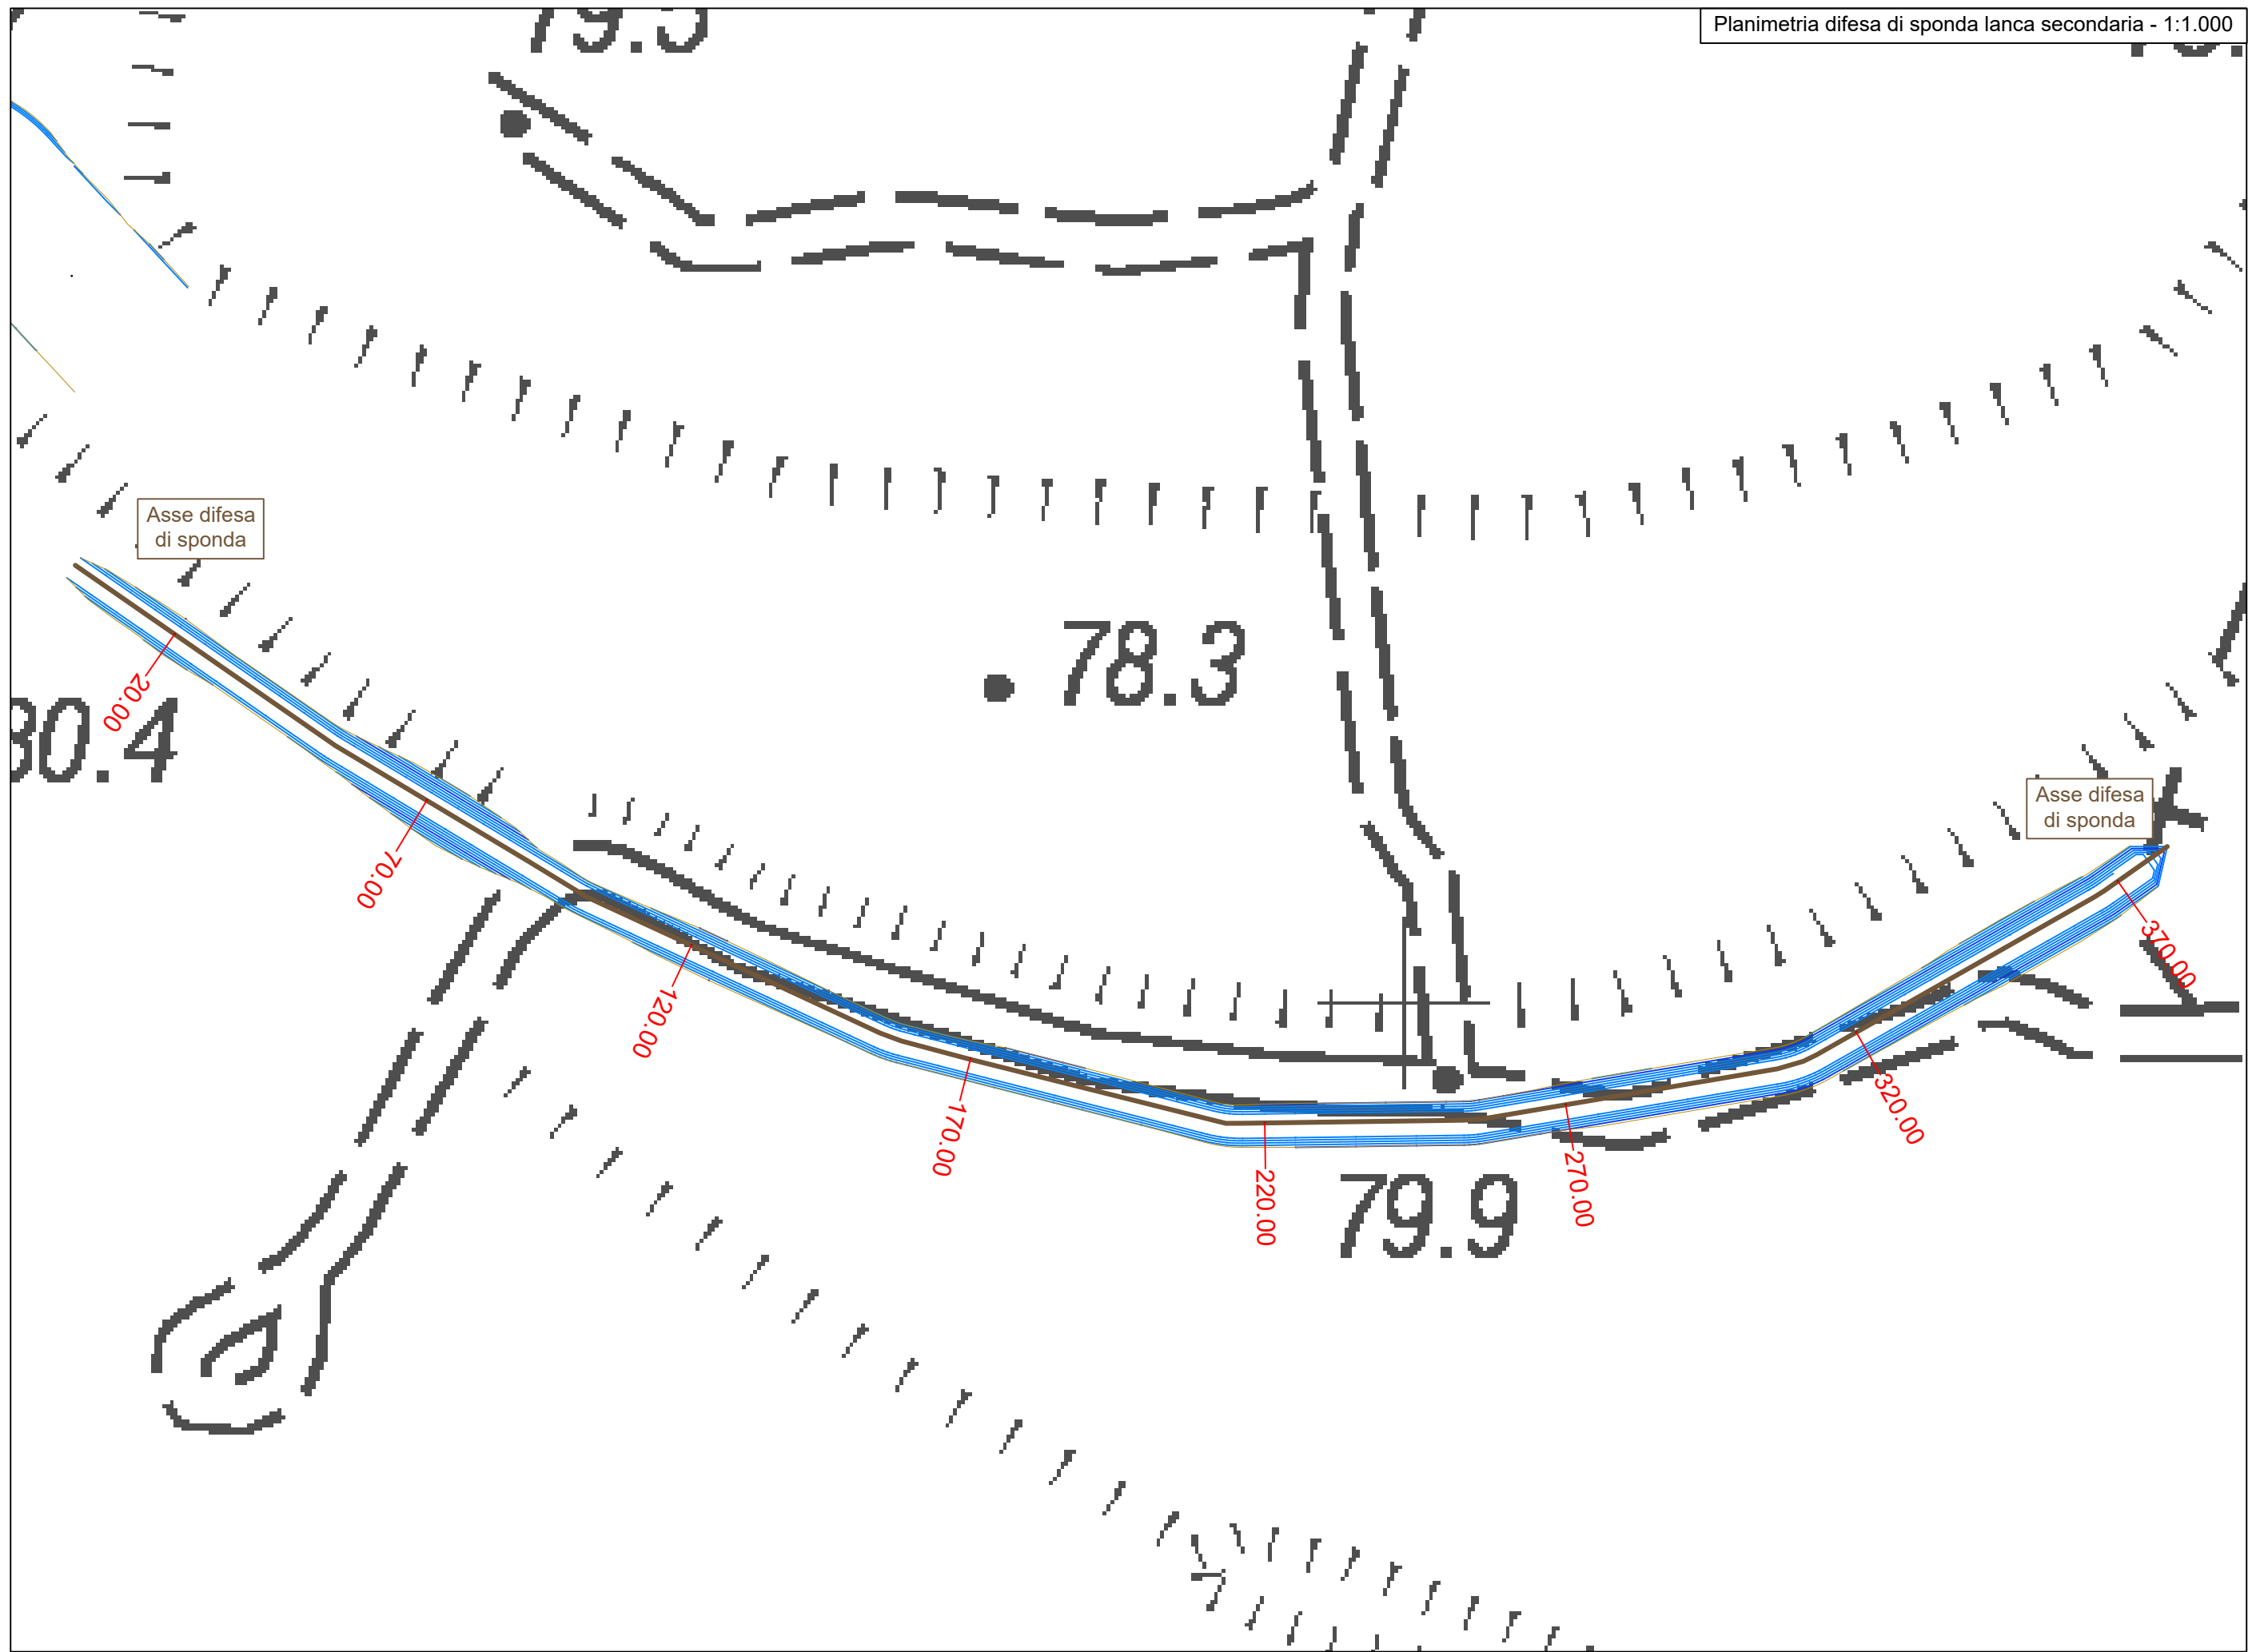 Planimetria difesa di sponda lanca secondaria - 1:1.000
Asse difesa
di sponda
78.3
20.00
70.00
Asse difesa
di sponda
120.00
170.00
220.00
270.00
320.00
370.00
79.9